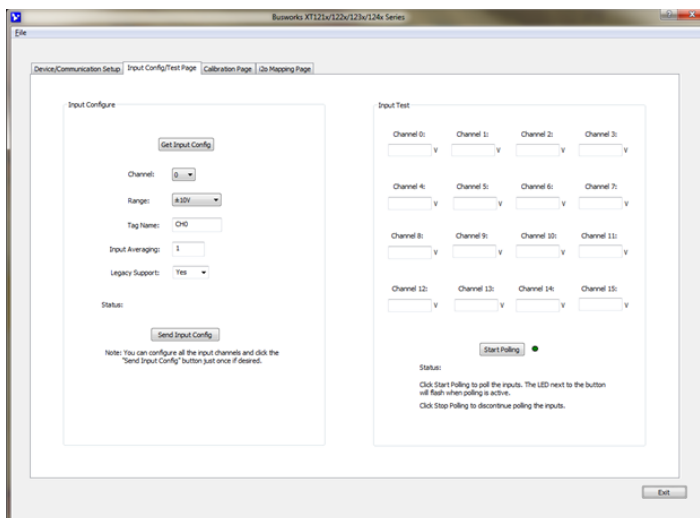 Busworks XT121x/122x/123x/124x Series
File
Device/Communication Setup Input Config/Test Page Calibration Page i2o Mapping Page
Input Configure
Get Input Config
Channel: 0
Range: ±10V
Tag Name: CH0
Input Averaging: 1
Legacy Support: Yes
Status:
Send Input Config
Note: You can configure all the input channels and click the
"Send Input Config" button just once if desired.
Input Test
Channel 0: Channel 1: Channel 2: Channel 3:
V V V V
Channel 4: Channel 5: Channel 6: Channel 7:
V V V V
Channel 8: Channel 9: Channel 10: Channel 11:
V V V V
Channel 12: Channel 13: Channel 14: Channel 15:
V V V V
Start Polling
Status:
Click Start Polling to poll the inputs. The LED next to the button
will flash when polling is active.
Click Stop Polling to discontinue polling the inputs.
Exit